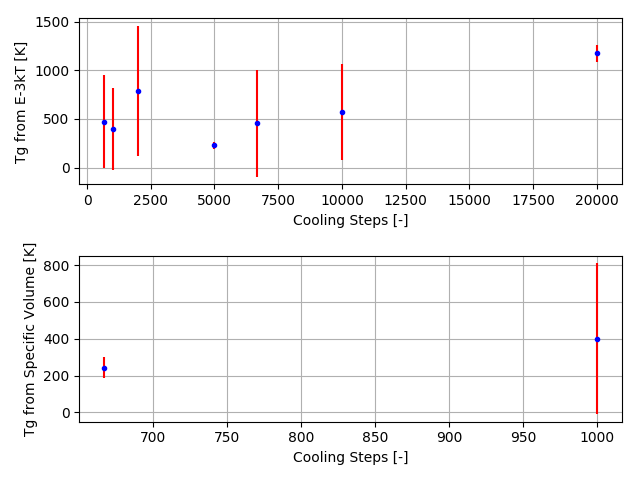 Tg from E-3kT [K]
1500
1000
500
0
0 2500 5000 7500 10000 12500 15000 17500 20000
Cooling Steps [-]
Tg from Specific Volume [K]
800
600
400
200
0
700 750 800 850 900 950 1000
Cooling Steps [-]